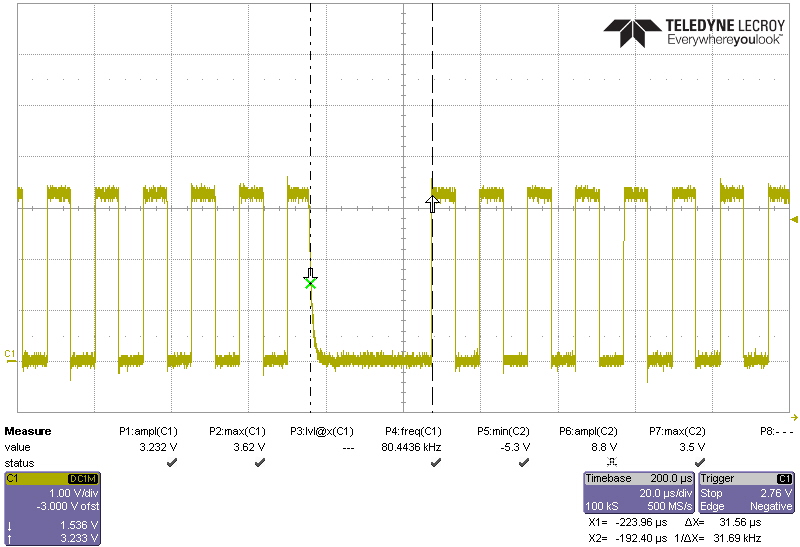 TELEDYNE LECROY
Everywhereyoulook™
C1
Measure P1:ampl(C1) P2:max(C1) P3:lvl@x(C1) P4:freq(C1) P5:min(C2) P6:ampl(C2) P7:max(C2) P8:- - -
value 3.232 V 3.62 V --- 80.4436 kHz -5.3 V 8.8 V 3.5 V
status
C1 DC1M
1.00 V/div
-3.000 V ofst
↓ 1.536 V
↑ 3.233 V
Timebase 200.0 µs
20.0 µs/div
100 kS 500 MS/s
Trigger C1
Stop 2.76 V
Edge Negative
X1= -223.96 µs ΔX= 31.56 µs
X2= -192.40 µs 1/ΔX= 31.69 kHz